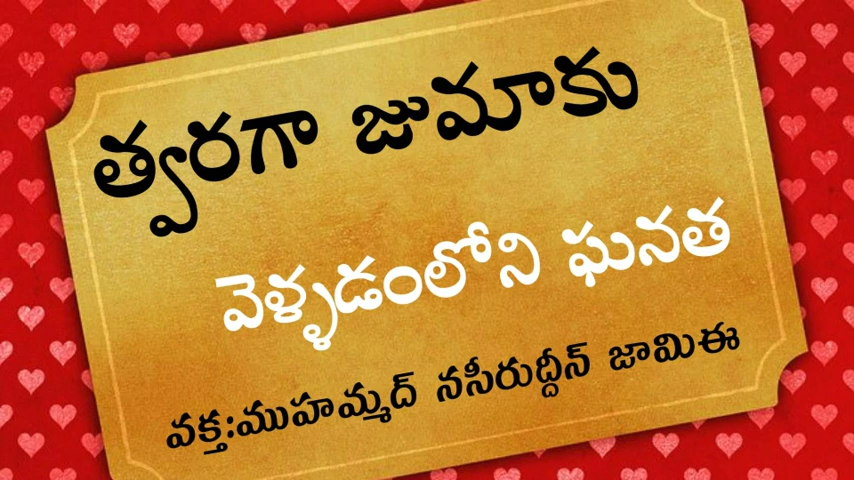 త్వరగా జుమాకు
వెళ్ళడంలోని ఘనత
వక్త:ముహమ్మద్ నసీరుద్దీన్ జామిఈ